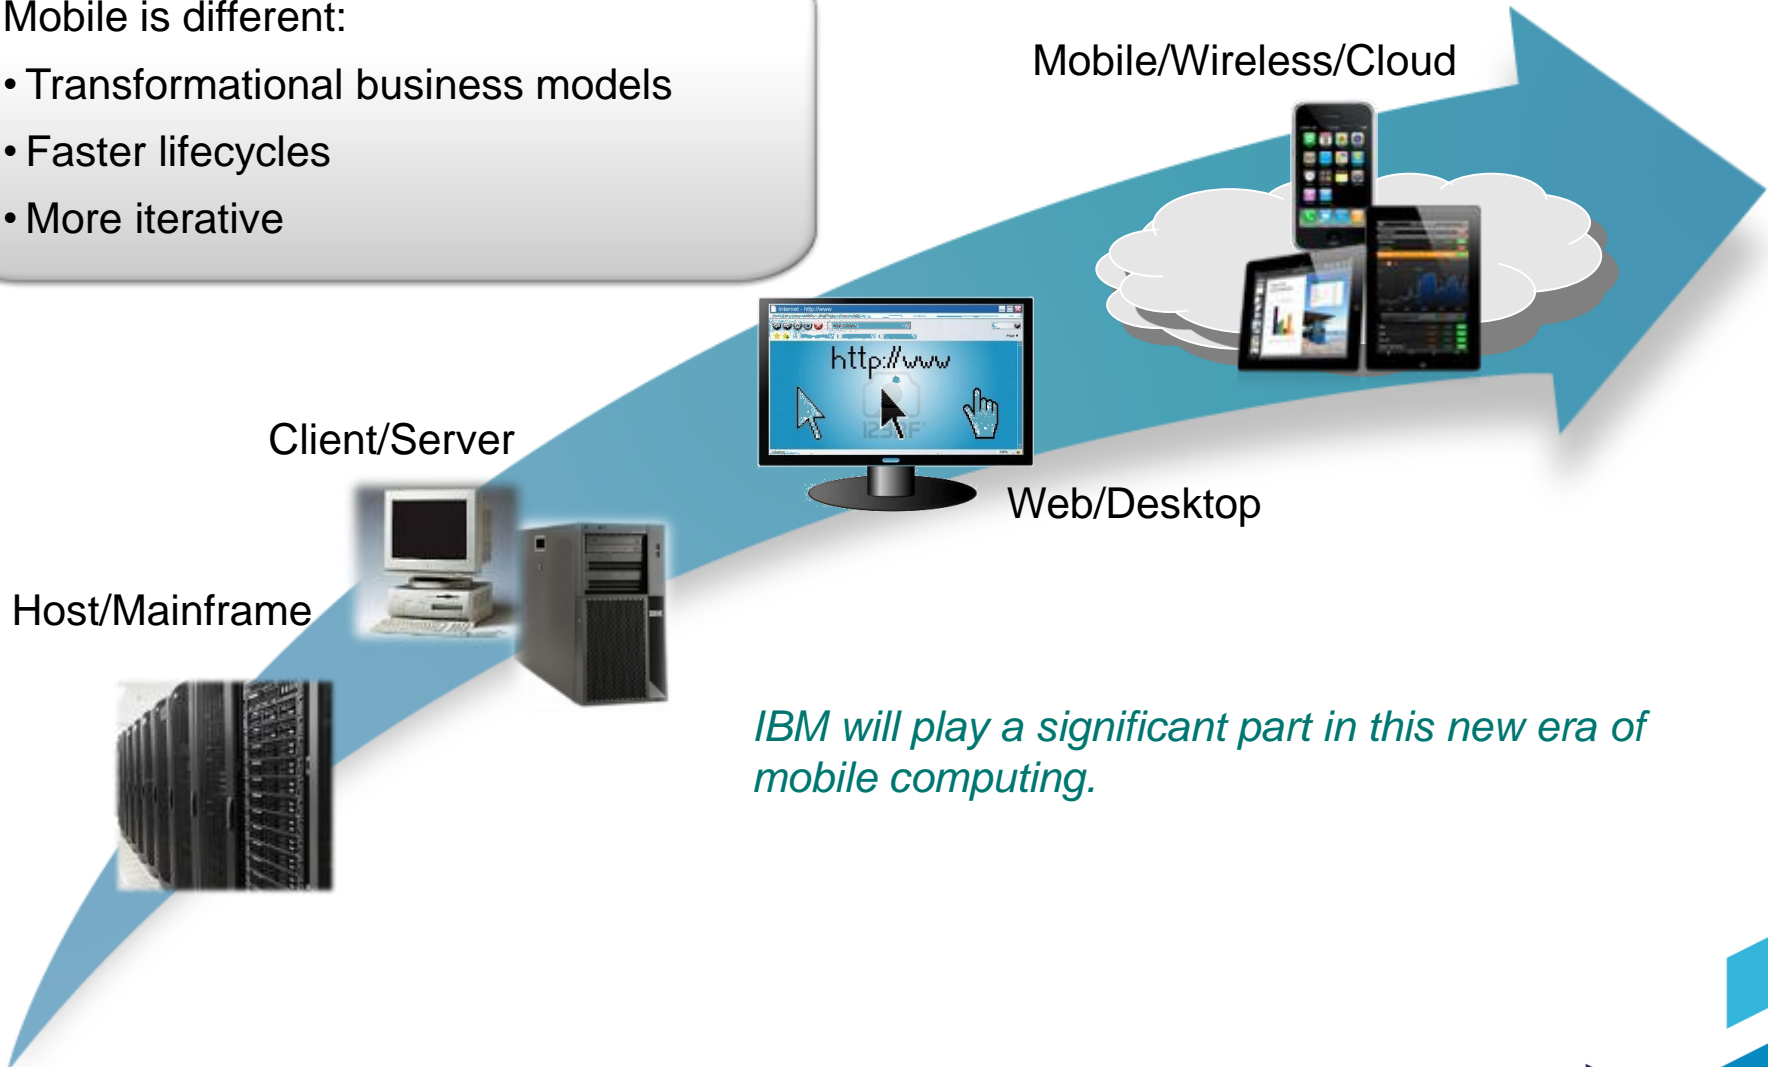 Mobile is different:
• Transformational business models
• Faster lifecycles
• More iterative
Mobile/Wireless/Cloud
http://www
Client/Server
Web/Desktop
Host/Mainframe
IBM will play a significant part in this new era of
mobile computing.